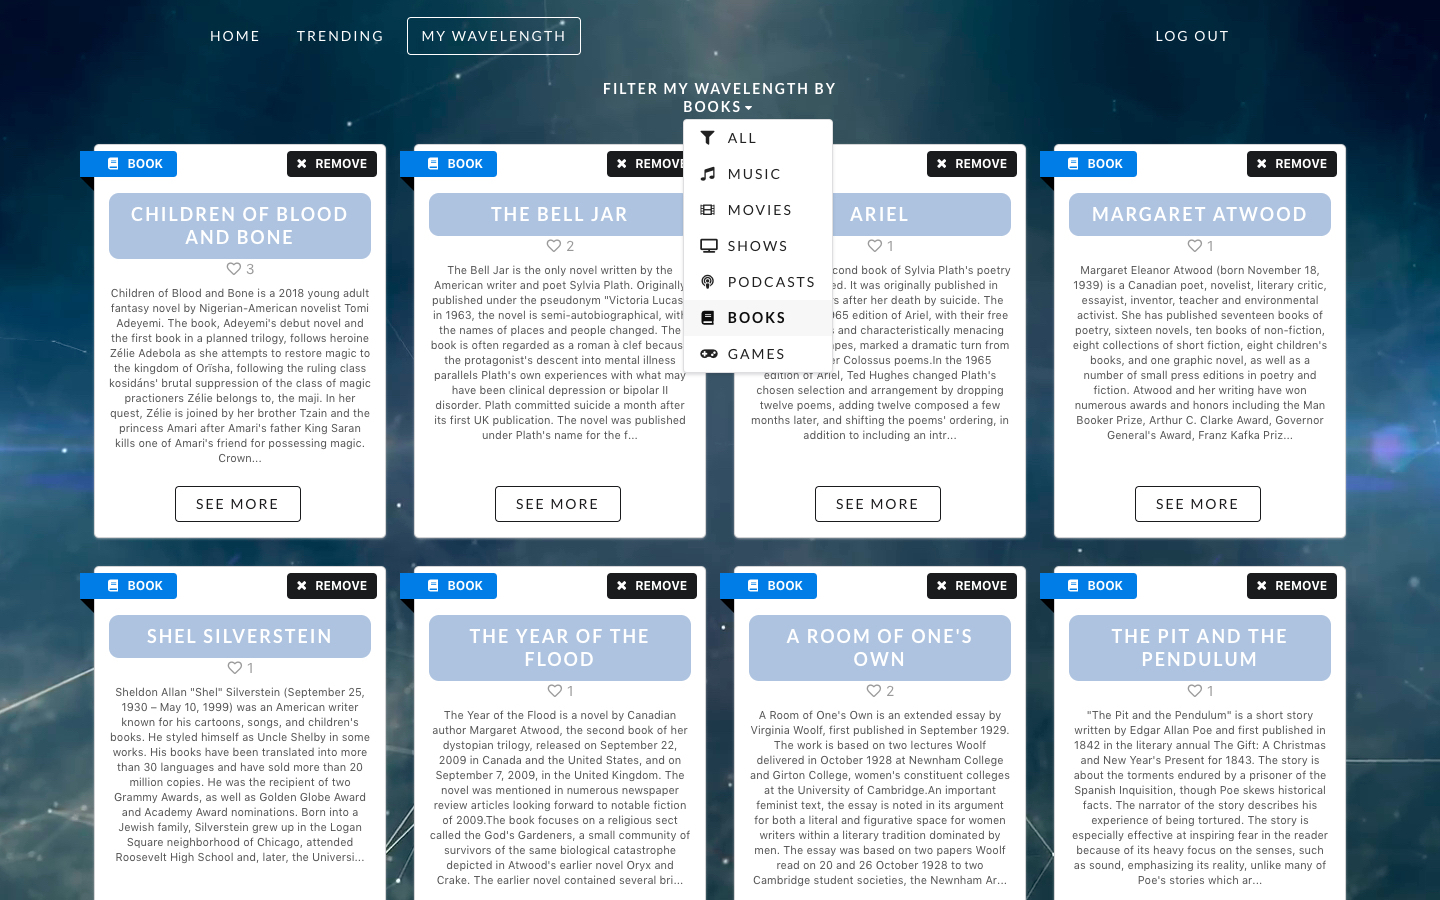 HOME
TRENDING
MY WAVELENGTH
LOG OUT
FILTER MY WAVELENGTH BY
BOOKS
ALL
MUSIC
MOVIES
SHOWS
PODCASTS
BOOKS
GAMES
BOOK
REMOVE
CHILDREN OF BLOOD
AND BONE
3
Children of Blood and Bone is a 2018 young adult
fantasy novel by Nigerian-American novelist Tomi
Adeyemi. The book, Adeyemi's debut novel and
the first book in a planned trilogy, follows heroine
Zélie Adebola as she attempts to restore magic to
the kingdom of Orïsha, following the ruling class
kosidáns' brutal suppression of the class of magic
practioners Zélie belongs to, the maji. In her
quest, Zélie is joined by her brother Tzain and the
princess Amari after Amari's father King Saran
kills one of Amari's friend for possessing magic.
Crown...
SEE MORE
BOOK
REMOVE
THE BELL JAR
2
The Bell Jar is the only novel written by the
American writer and poet Sylvia Plath. Originally
published under the pseudonym "Victoria Lucas
in 1963, the novel is semi-autobiographical, with
the names of places and people changed. The
book is often regarded as a roman à clef becaus
the protagonist's descent into mental illness
parallels Plath's own experiences with what may
have been clinical depression or bipolar II
disorder. Plath committed suicide a month after
its first UK publication. The novel was published
under Plath's name for the f...
SEE MORE
REMOVE
ARIEL
1
cond book of Sylvia Plath's poetry
ed. It was originally published in
s after her death by suicide. The
965 edition of Ariel, with their free
s and characteristically menacing
pes, marked a dramatic turn from
er Colossus poems.In the 1965
edition of Ariel, Ted Hughes changed Plath's
chosen selection and arrangement by dropping
twelve poems, adding twelve composed a few
months later, and shifting the poems' ordering, in
addition to including an intr...
SEE MORE
BOOK
REMOVE
MARGARET ATWOOD
1
Margaret Eleanor Atwood (born November 18,
1939) is a Canadian poet, novelist, literary critic,
essayist, inventor, teacher and environmental
activist. She has published seventeen books of
poetry, sixteen novels, ten books of non-fiction,
eight collections of short fiction, eight children's
books, and one graphic novel, as well as a
number of small press editions in poetry and
fiction. Atwood and her writing have won
numerous awards and honors including the Man
Booker Prize, Arthur C. Clarke Award, Governor
General's Award, Franz Kafka Priz...
SEE MORE
BOOK
REMOVE
SHEL SILVERSTEIN
1
Sheldon Allan "Shel" Silverstein (September 25,
1930 – May 10, 1999) was an American writer
known for his cartoons, songs, and children's
books. He styled himself as Uncle Shelby in some
works. His books have been translated into more
than 30 languages and have sold more than 20
million copies. He was the recipient of two
Grammy Awards, as well as Golden Globe Award
and Academy Award nominations. Born into a
Jewish family, Silverstein grew up in the Logan
Square neighborhood of Chicago, attended
Roosevelt High School and, later, the Universi...
BOOK
REMOVE
THE YEAR OF THE
FLOOD
1
The Year of the Flood is a novel by Canadian
author Margaret Atwood, the second book of her
dystopian trilogy, released on September 22,
2009 in Canada and the United States, and on
September 7, 2009, in the United Kingdom. The
novel was mentioned in numerous newspaper
review articles looking forward to notable fiction
of 2009.The book focuses on a religious sect
called the God's Gardeners, a small community of
survivors of the same biological catastrophe
depicted in Atwood's earlier novel Oryx and
Crake. The earlier novel contained several bri...
BOOK
REMOVE
A ROOM OF ONE'S
OWN
2
A Room of One's Own is an extended essay by
Virginia Woolf, first published in September 1929.
The work is based on two lectures Woolf
delivered in October 1928 at Newnham College
and Girton College, women's constituent colleges
at the University of Cambridge.An important
feminist text, the essay is noted in its argument
for both a literal and figurative space for women
writers within a literary tradition dominated by
men. The essay was based on two papers Woolf
read on 20 and 26 October 1928 to two
Cambridge student societies, the Newnham Ar...
BOOK
REMOVE
THE PIT AND THE
PENDULUM
1
"The Pit and the Pendulum" is a short story
written by Edgar Allan Poe and first published in
1842 in the literary annual The Gift: A Christmas
and New Year's Present for 1843. The story is
about the torments endured by a prisoner of the
Spanish Inquisition, though Poe skews historical
facts. The narrator of the story describes his
experience of being tortured. The story is
especially effective at inspiring fear in the reader
because of its heavy focus on the senses, such
as sound, emphasizing its reality, unlike many of
Poe's stories which ar...